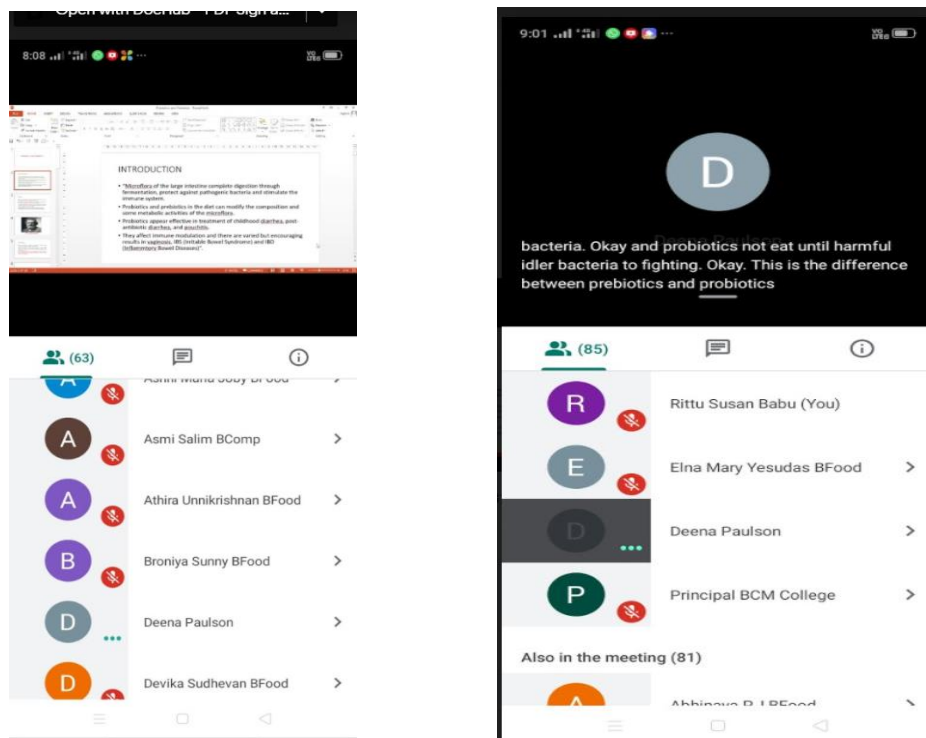 Open with DocHub - PDF Sign a...
8:08
INTRODUCTION
• "Microflora of the large intestine complete digestion through
fermentation, protect against pathogenic bacteria and stimulate the
immune system.
• Probiotics and prebiotics in the diet can modify the composition and
some metabolic activities of the microflora.
• Probiotics appear effective in treatment of childhood diarrhea, post-
antibiotic diarrhea, and pouchitis.
• They affect immune modulation and there are varied but encouraging
results in vaginosis, IBS (Irritable Bowel Syndrome) and IBD
(Inflammatory Bowel Diseases)".
(63)
A
A
Asmi Salim BComp
A
Athira Unnikrishnan BFood
B
Broniya Sunny BFood
D
Deena Paulson
D
Devika Sudhevan BFood
9:01
D
bacteria. Okay and probiotics not eat until harmful
idler bacteria to fighting. Okay. This is the difference
between prebiotics and probiotics
(85)
R
Rittu Susan Babu (You)
E
Elna Mary Yesudas BFood
D
Deena Paulson
P
Principal BCM College
Also in the meeting (81)
A